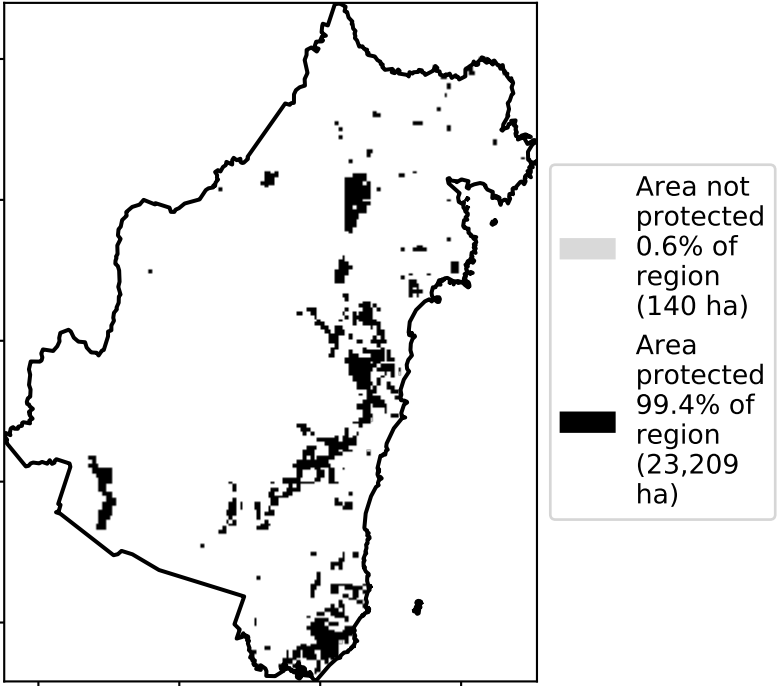 Area not
protected
0.6% of
region
(140 ha)
Area
protected
99.4% of
region
(23,209
ha)